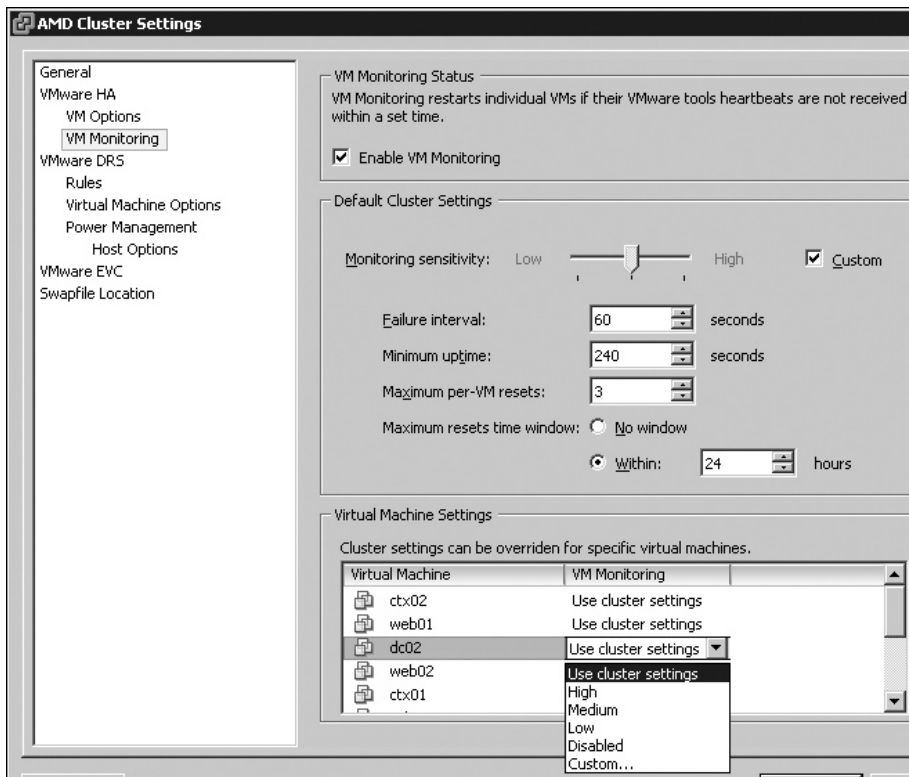 AMD Cluster Settings
General
VMware HA
VM Options
VM Monitoring
VMware DRS
Rules
Virtual Machine Options
Power Management
Host Options
VMware EVC
Swapfile Location
VM Monitoring Status
VM Monitoring restarts individual VMs if their VMware tools heartbeats are not received
within a set time.
Enable VM Monitoring
Default Cluster Settings
Monitoring sensitivity: Low High Custom
Failure interval: 60 seconds
Minimum uptime: 240 seconds
Maximum per-VM resets: 3
Maximum resets time window: No window
Within: 24 hours
Virtual Machine Settings
Cluster settings can be overriden for specific virtual machines.
Virtual Machine VM Monitoring
ctx02 Use cluster settings
web01 Use cluster settings
dc02 Use cluster settings
web02 Use cluster settings
ctx01 High
Medium
Low
Disabled
Custom...